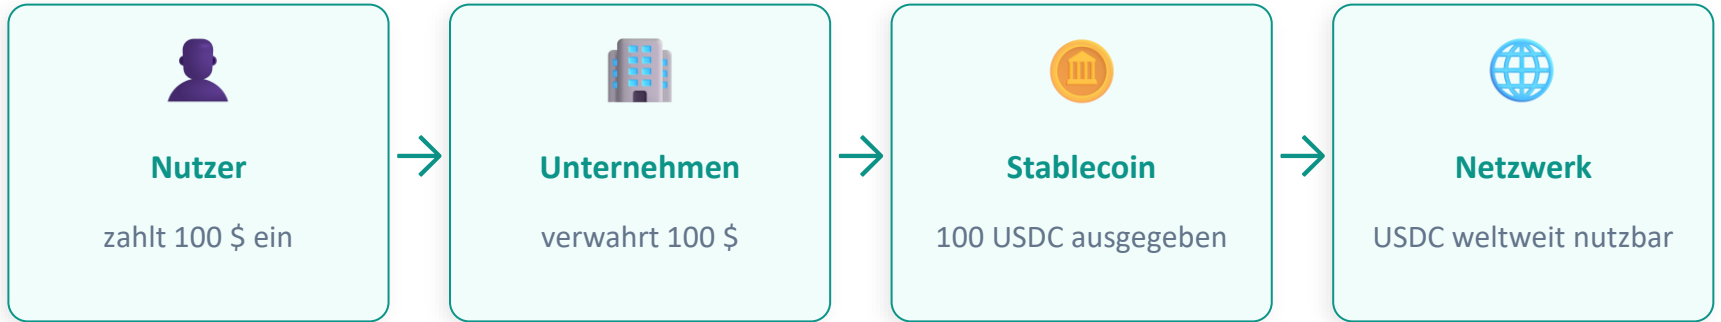 Nutzer
zahlt 100 $ ein
Unternehmen
verwahrt 100 $
Stablecoin
100 USDC ausgegeben
Netzwerk
USDC weltweit nutzbar